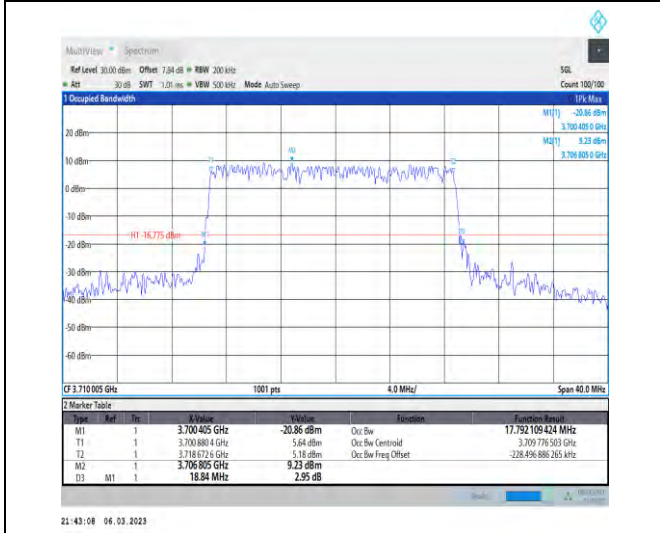 MultiView Spectrum
Ref Level 30.00 dBm Offset 7.84 dB RBW 200 kHz SGL
Att 30 dB SWT 1.01 ms VBW 500 kHz Mode Auto Sweep Count 100/100
1 Occupied Bandwidth 1Pk Max
M1[1] -20.86 dBm
3.700 405 0 GHz
M2[1] 9.23 dBm
3.706 805 0 GHz
20 dBm
M2
T1 T2
10 dBm
0 dBm
-10 dBm
H1 -16.775 dBm
M1
D3
-20 dBm
-30 dBm
-40 dBm
-50 dBm
-60 dBm
CF 3.710 005 GHz 1001 pts 4.0 MHz/ Span 40.0 MHz
2 Marker Table
Type Ref Trc X-Value Y-Value Function Function Result
M1 1 3.700 405 GHz -20.86 dBm Occ Bw 17.792 109 424 MHz
T1 1 3.700 880 4 GHz 5.64 dBm Occ Bw Centroid 3.709 776 503 GHz
T2 1 3.718 672 6 GHz 5.18 dBm Occ Bw Freq Offset -228.496 886 265 kHz
M2 1 3.706 805 GHz 9.23 dBm
D3 M1 1 18.84 MHz 2.95 dB
Ready
21:43:08 06.03.2023